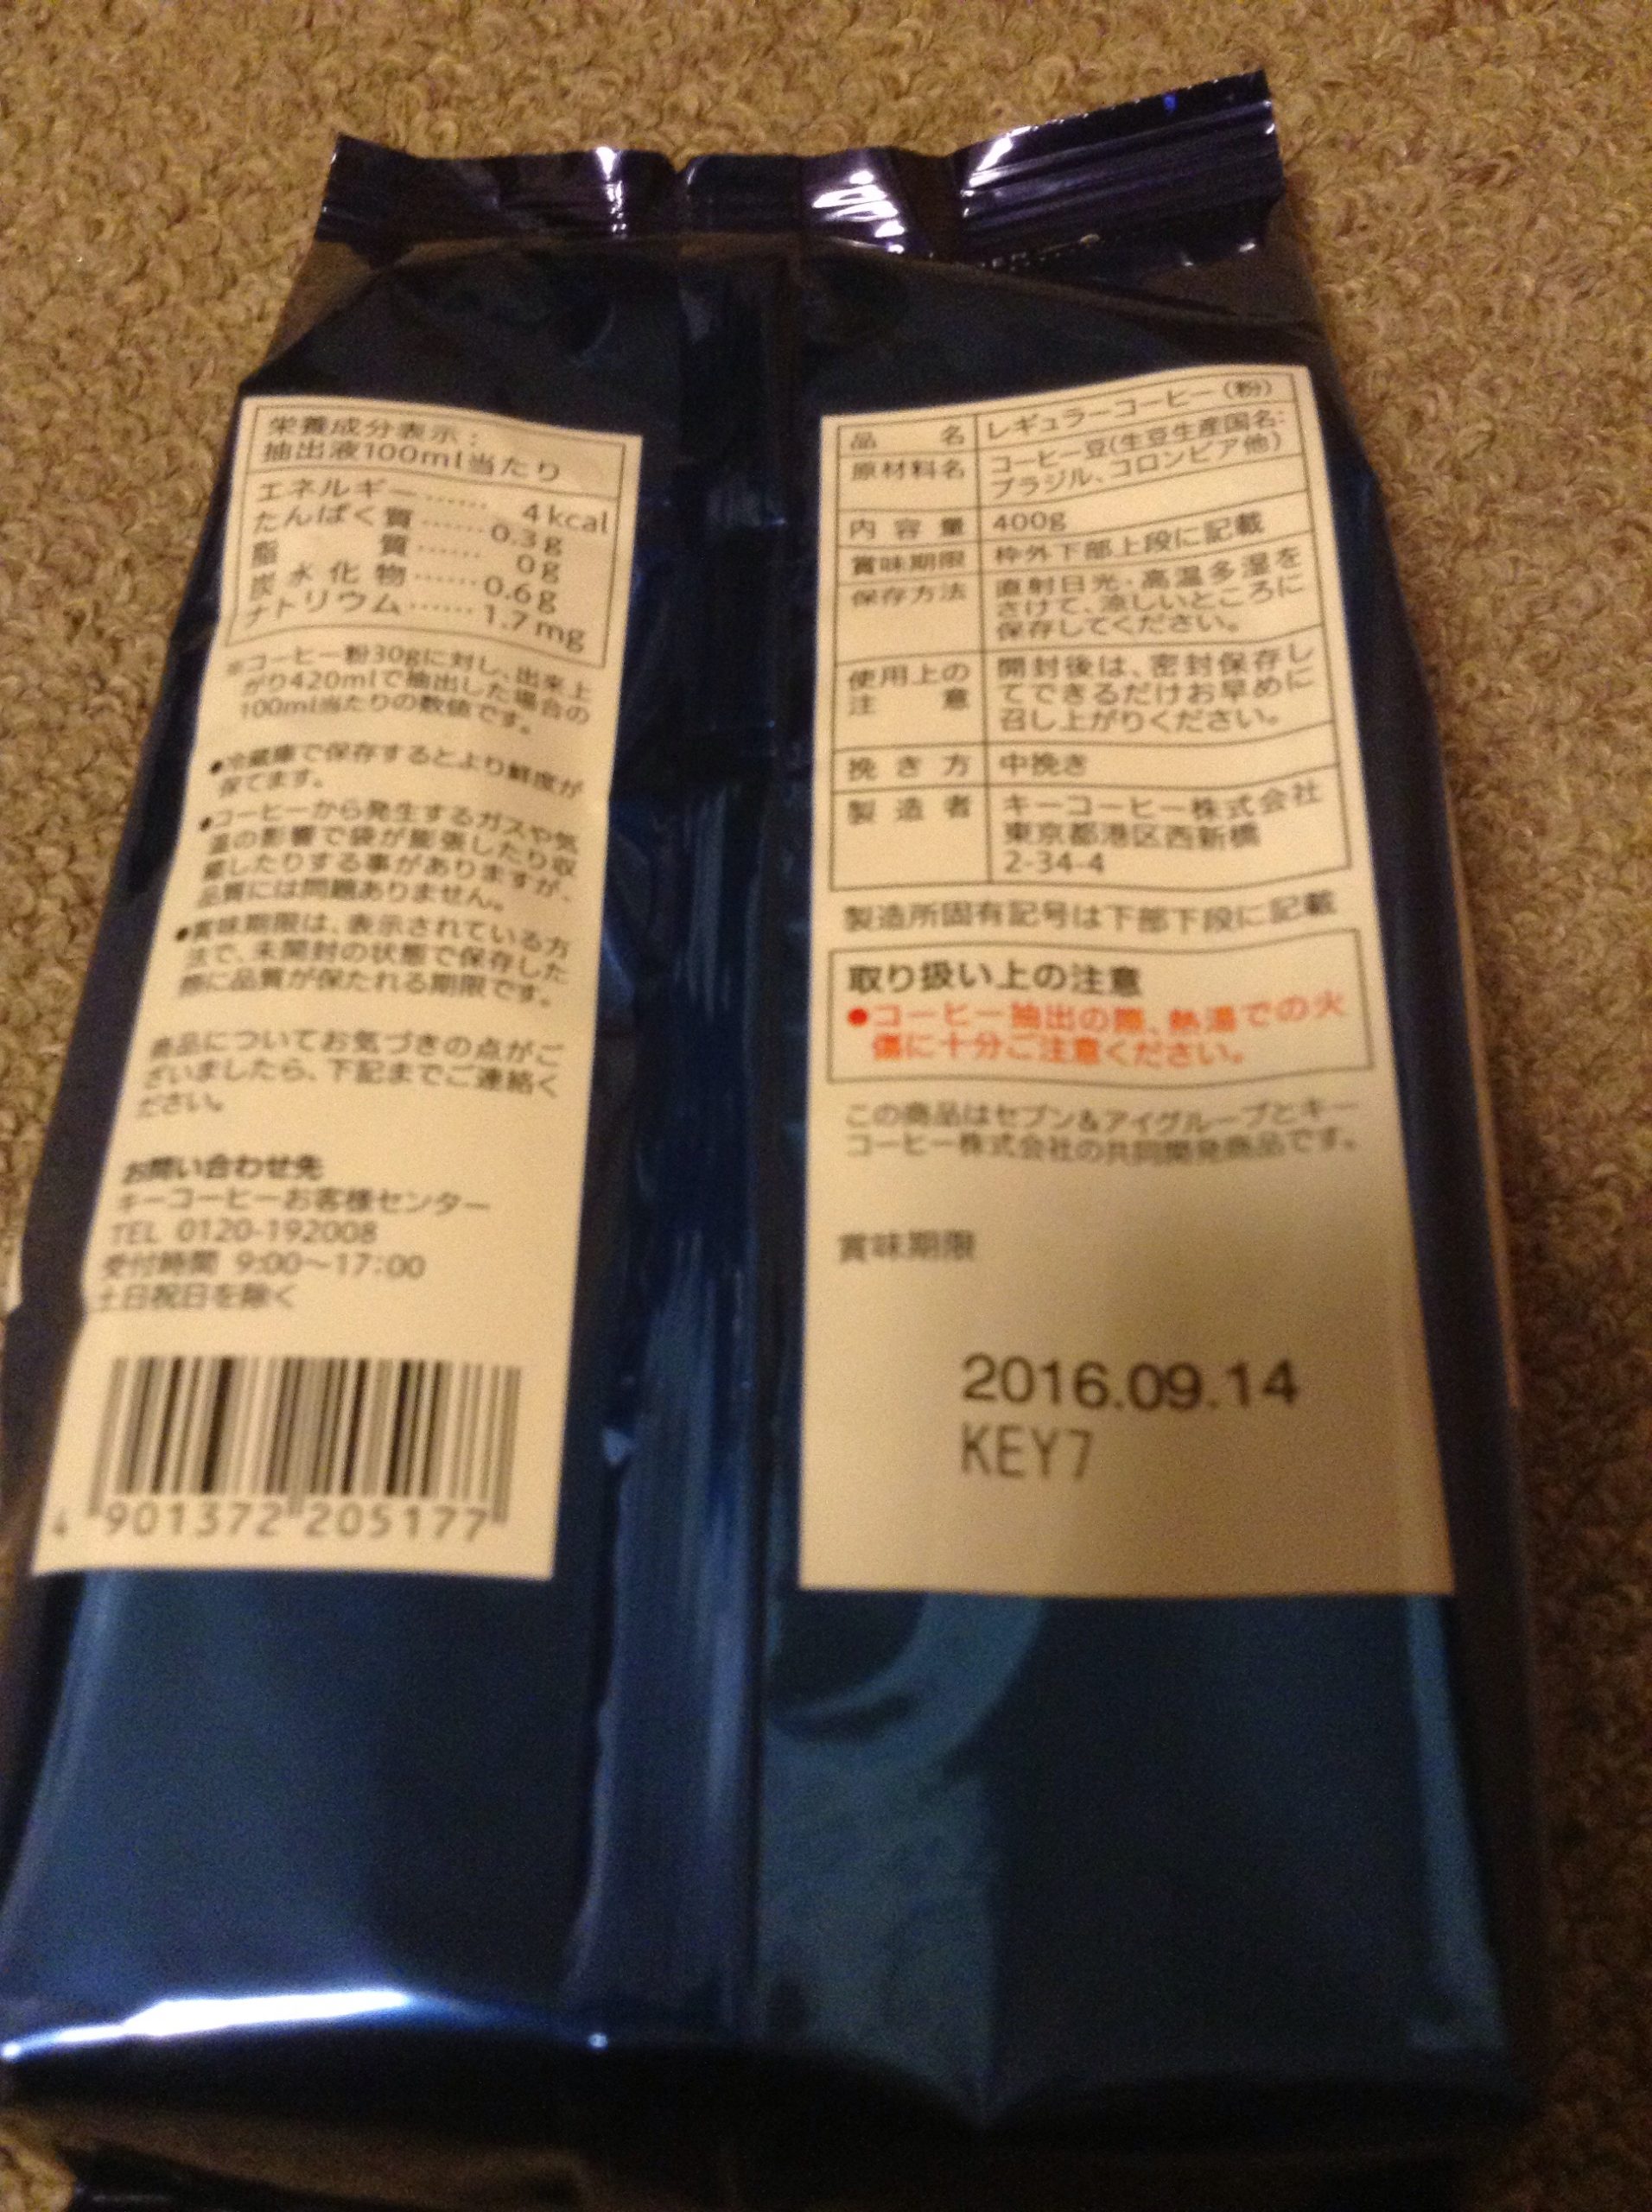 栄養成分表示:
抽出液100ml当たり
エネルギー…… 4kcal
たんぱく質……0.3g
脂 質…… 0g
炭水化物……0.6g
ナトリウム……1.7mg
※コーヒー粉30gに対し、出来上
がり420mlで抽出した場合の
100ml当たりの数値です。
●冷蔵庫で保存するとより鮮度が
保てます。
●コーヒーから発生するガスや気
温の影響で袋が膨張したり収
縮したりする事がありますが、
品質には問題ありません。
●賞味期限は、表示されている方
法で、未開封の状態で保存した
際に品質が保たれる期限です。
商品についてお気づきの点がご
ざいましたら、下記までご連絡く
ださい。
お問い合わせ先
キーコーヒーお客様センター
TEL 0120-192008
受付時間 9:00~17:00
土日祝日を除く
4 901372 205177
品名 レギュラーコーヒー(粉)
原材料名 コーヒー豆(生豆生産国名:
ブラジル、コロンビア他)
内容量 400g
賞味期限 枠外下部上段に記載
保存方法 直射日光・高温多湿を
さけて、涼しいところに
保存してください。
使用上の注意 開封後は、密封保存し
てできるだけお早めに
召し上がりください。
挽き方 中挽き
製造者 キーコーヒー株式会社
東京都港区西新橋
2-34-4
製造所固有記号は下部下段に記載
取り扱い上の注意
●コーヒー抽出の際、熱湯での火
傷に十分ご注意ください。
この商品はセブン&アイグループとキー
コーヒー株式会社の共同開発商品です。
賞味期限
2016.09.14
KEY7